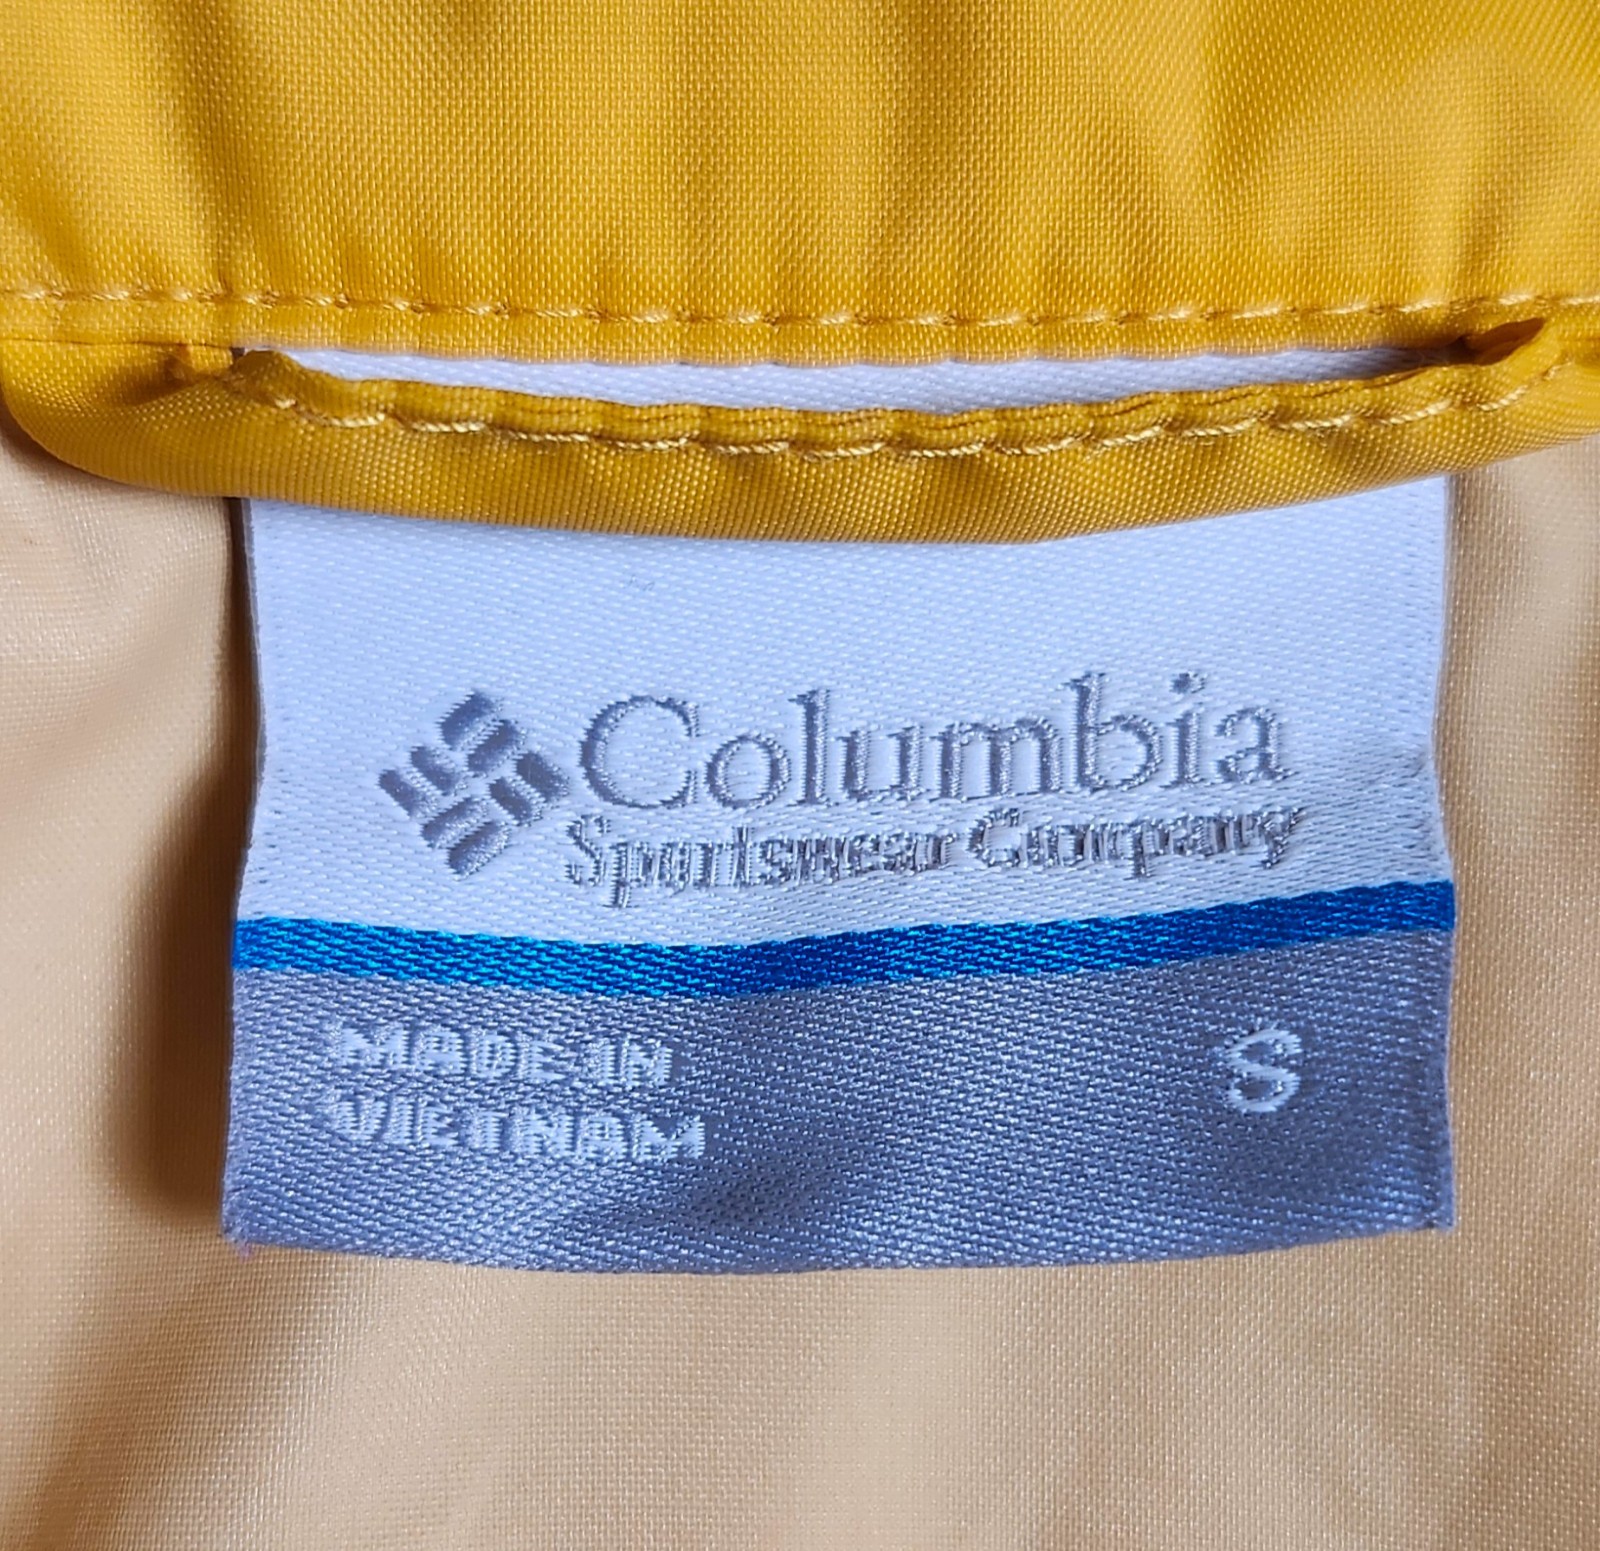 Columbia
Sportswear Company
MADE IN
VIETNAM
S